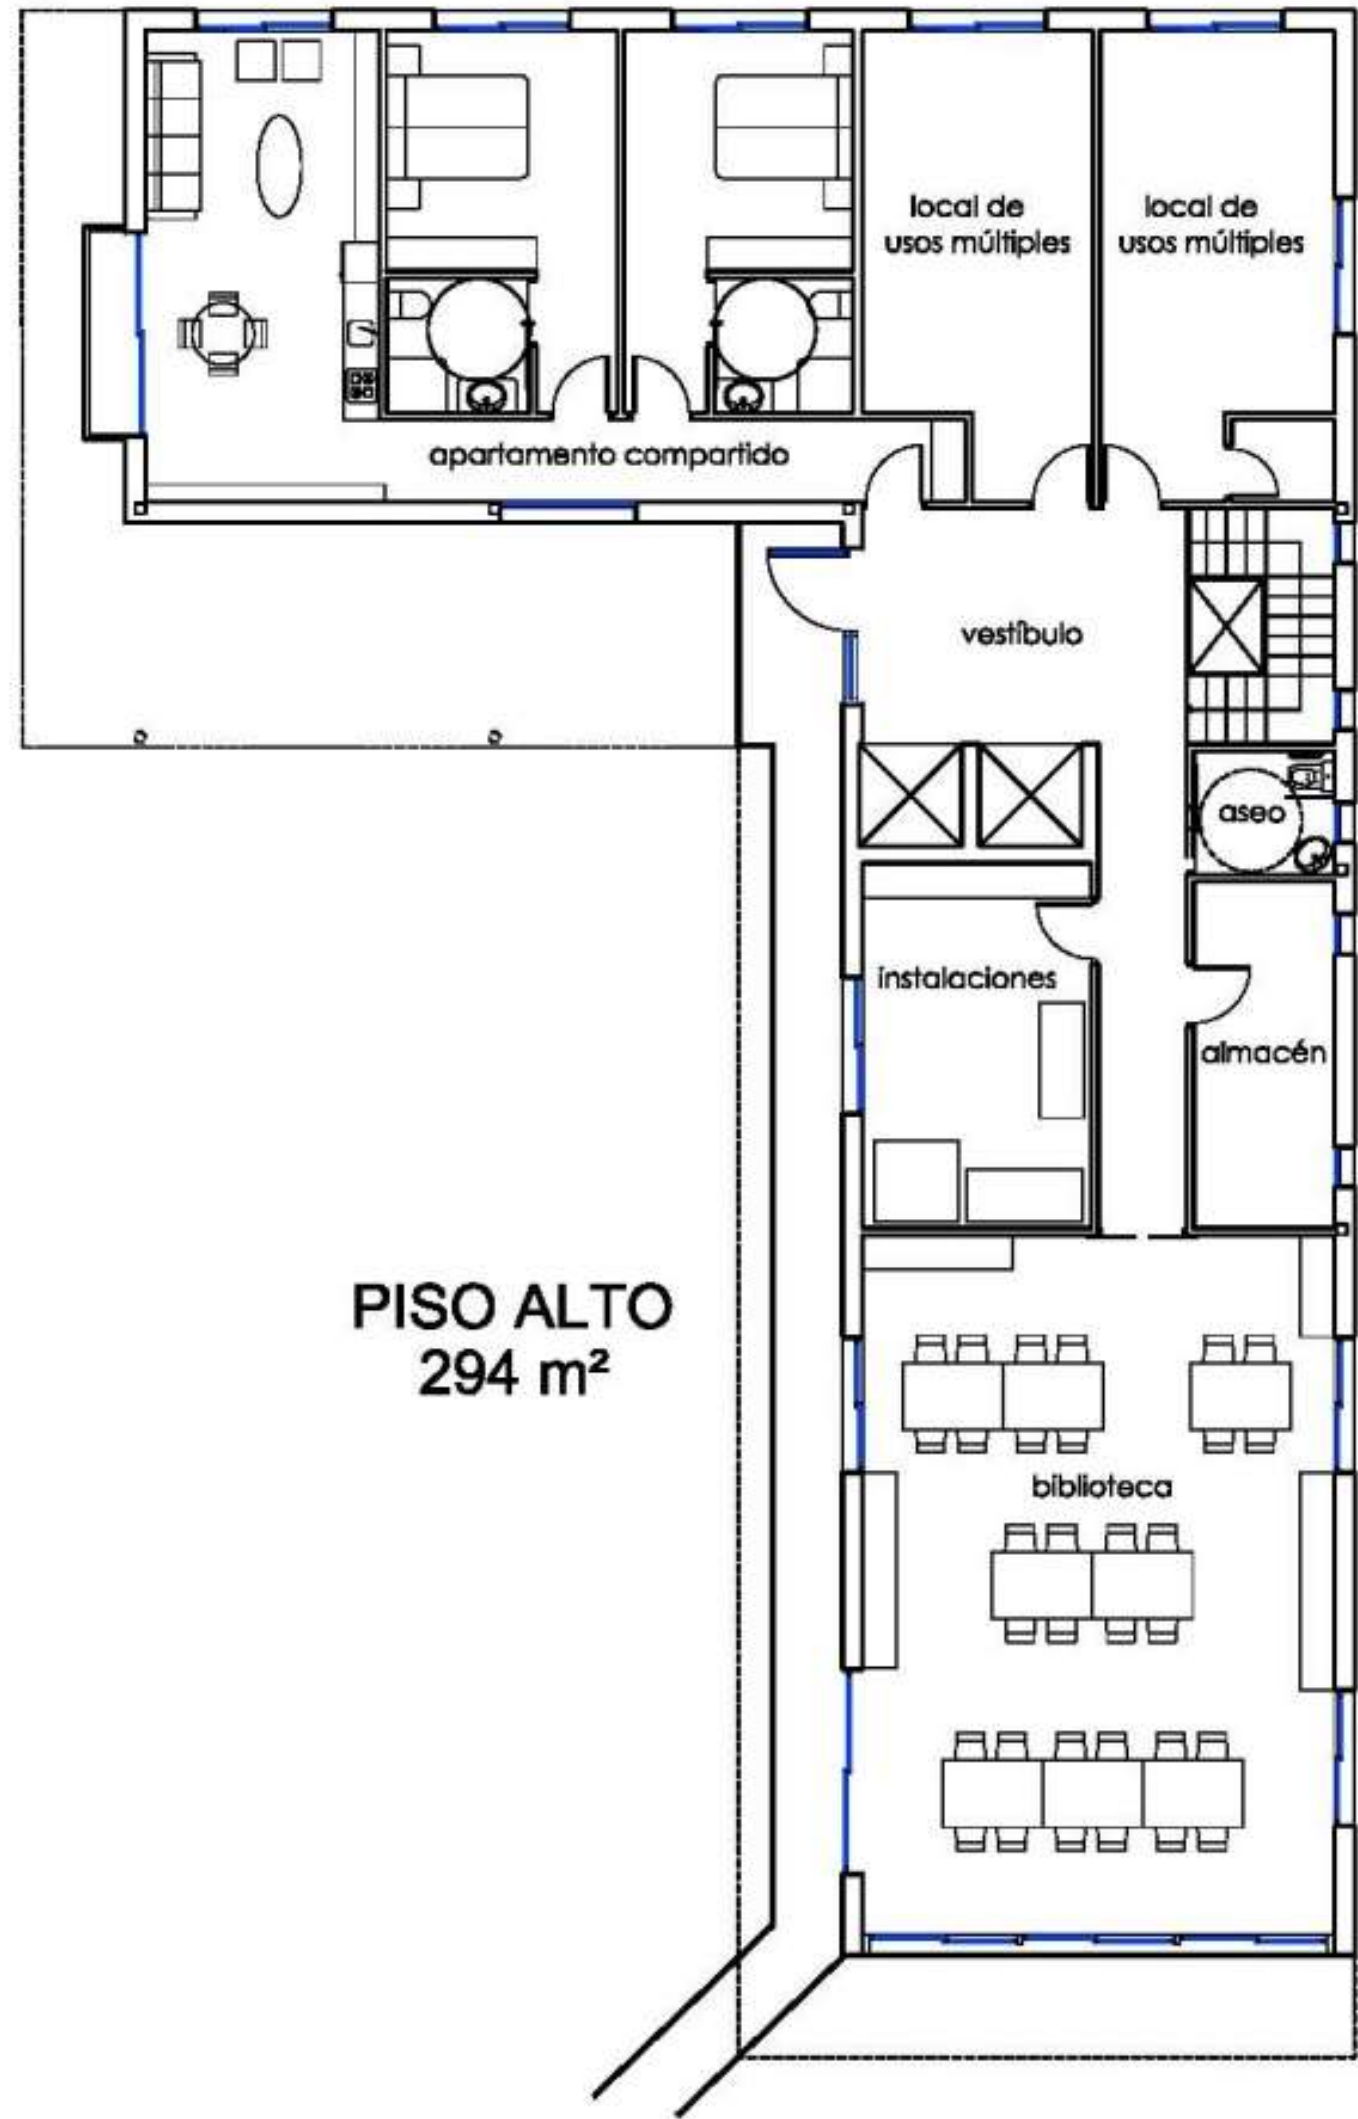 local de
usos múltiples
local de
usos múltiples
apartamento compartido
vestíbulo
aseo
instalaciones
almacén
PISO ALTO
294 m²
biblioteca